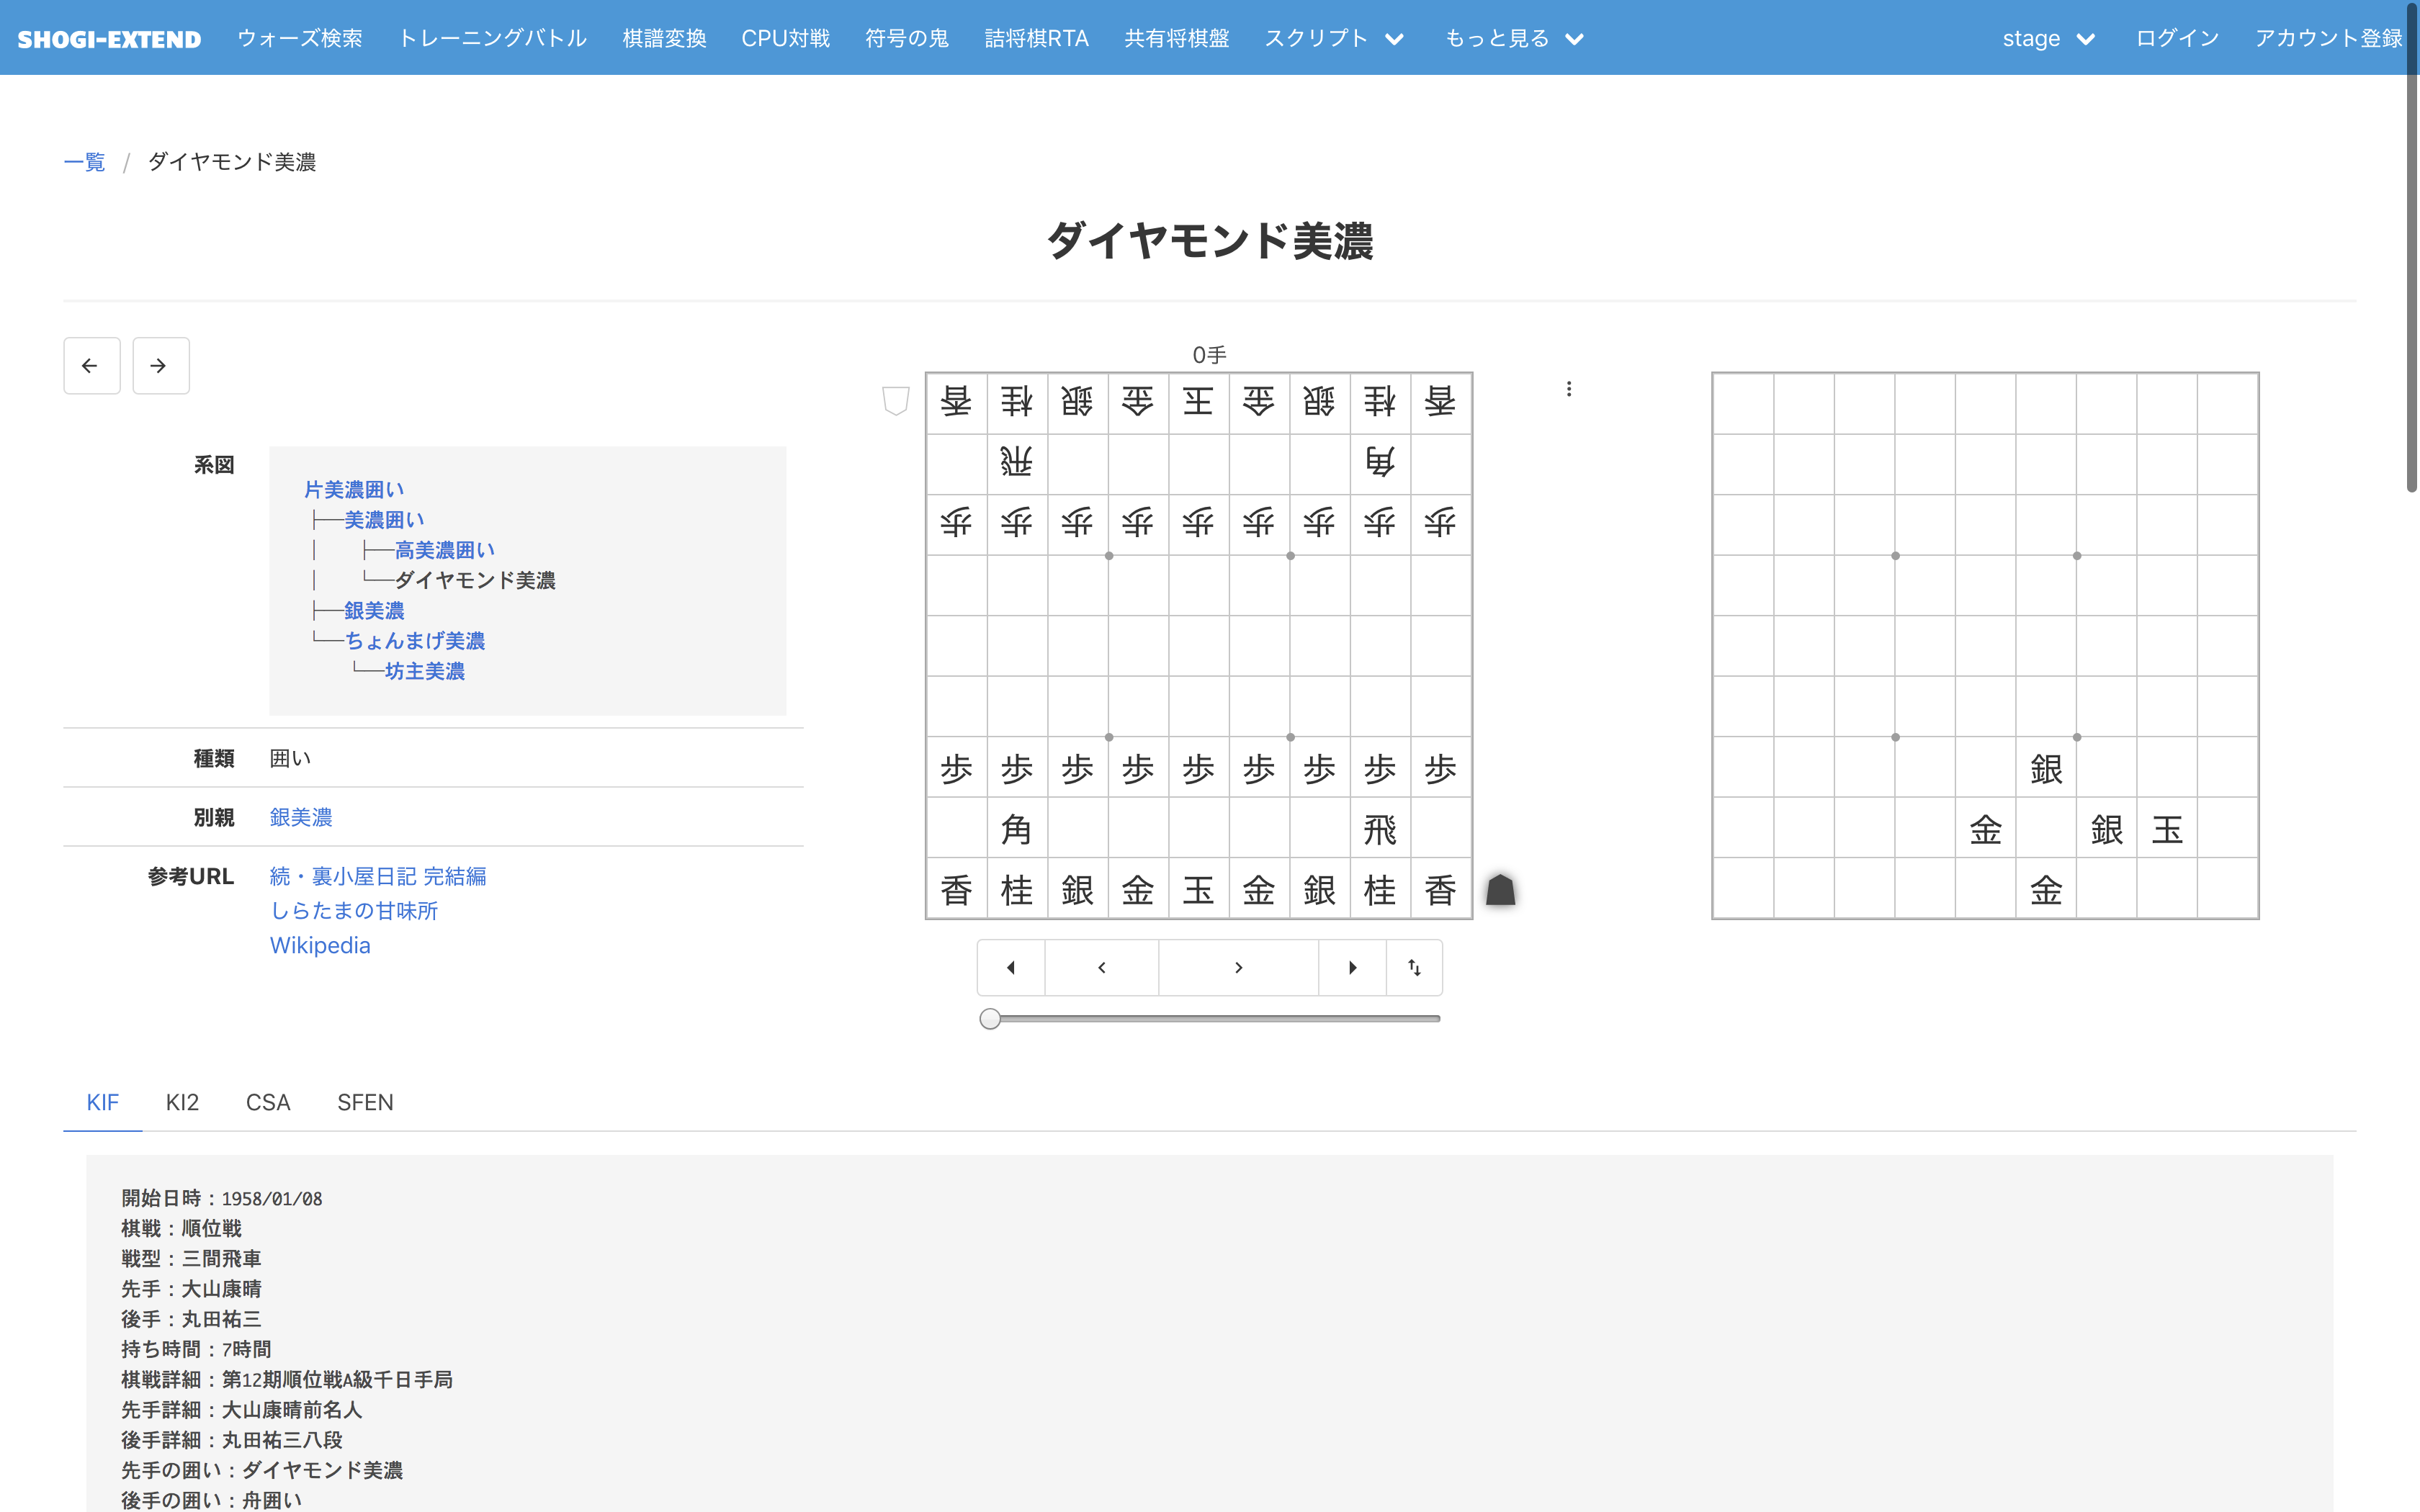 SHOGI-EXTEND ウォーズ検索 トレーニングバトル 棋譜変換 CPU対戦 符号の鬼 詰将棋RTA 共有将棋盤 スクリプト もっと見る stage ログイン アカウント登録
一覧 / ダイヤモンド美濃
ダイヤモンド美濃
系図
片美濃囲い
├─美濃囲い
│ ├─高美濃囲い
│ └─ダイヤモンド美濃
├─銀美濃
└─ちょんまげ美濃
└─坊主美濃
種類 囲い
別親 銀美濃
参考URL 続・裏小屋日記 完結編
しらたまの甘味所
Wikipedia
0手
香 桂 銀 金 玉 金 銀 桂 香
飛 角
歩 歩 歩 歩 歩 歩 歩 歩 歩
歩 歩 歩 歩 歩 歩 歩 歩 歩
角 飛
香 桂 銀 金 玉 金 銀 桂 香
銀
金 銀 玉
金
KIF KI2 CSA SFEN
開始日時：1958/01/08
棋戦：順位戦
戦型：三間飛車
先手：大山康晴
後手：丸田祐三
持ち時間：7時間
棋戦詳細：第12期順位戦A級千日手局
先手詳細：大山康晴前名人
後手詳細：丸田祐三八段
先手の囲い：ダイヤモンド美濃
後手の囲い：舟囲い